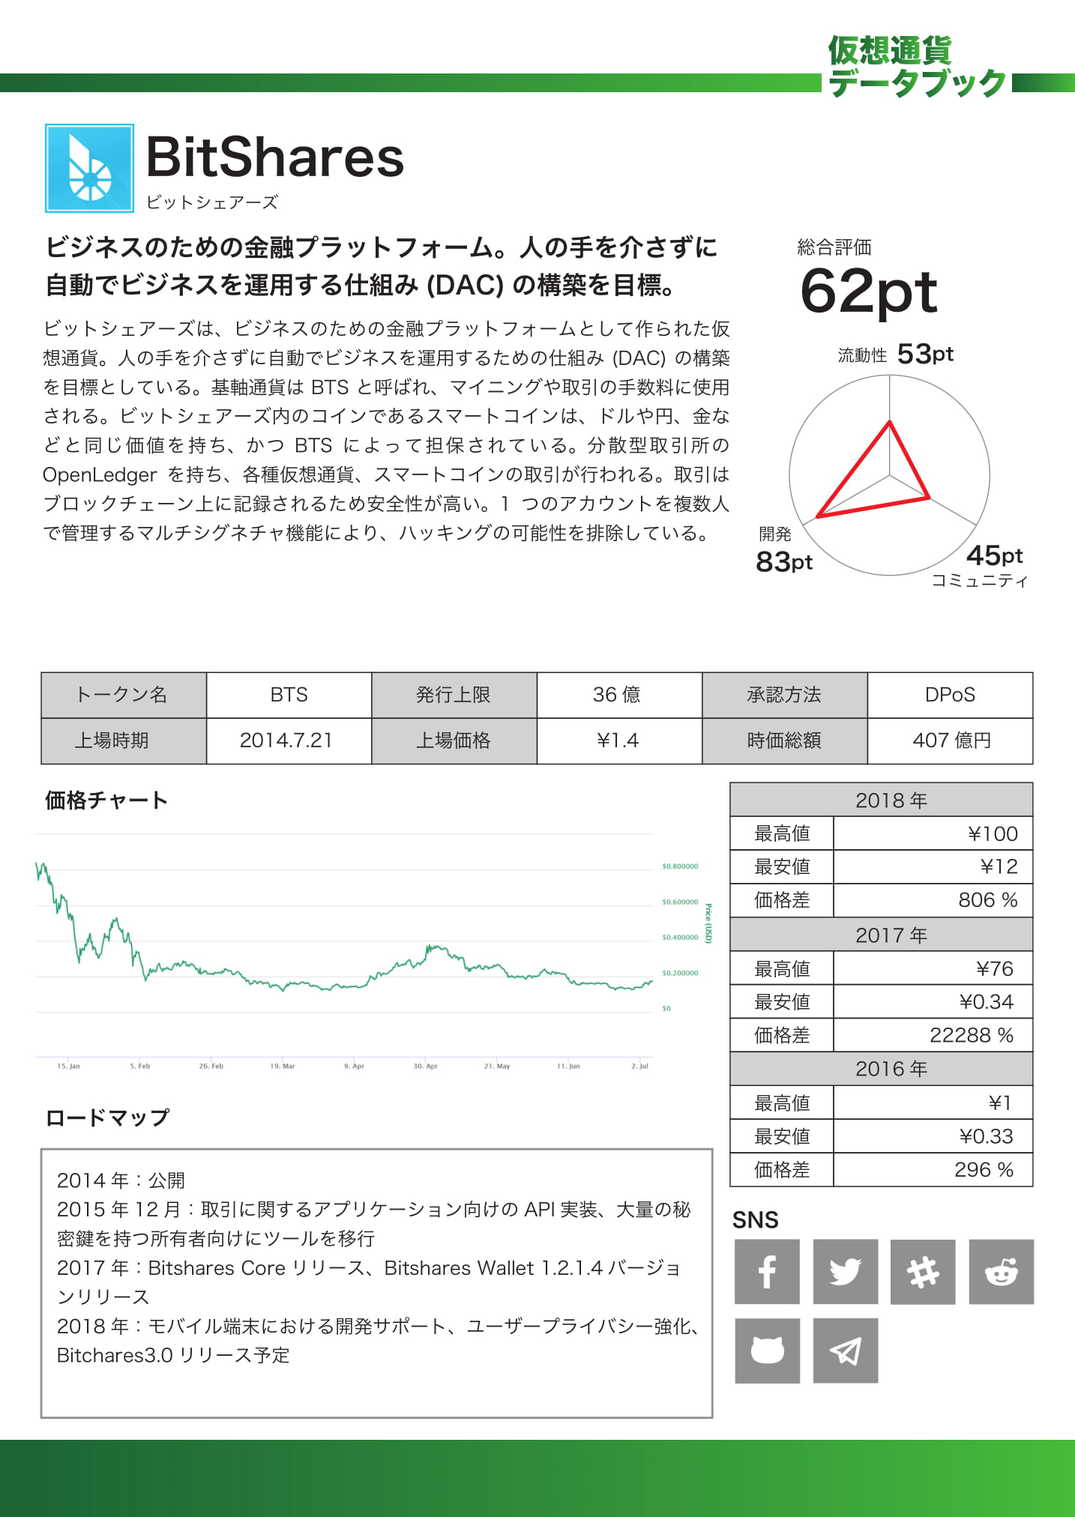 仮想通貨
データブック
BitShares
ビットシェアーズ
ビジネスのための金融プラットフォーム。人の手を介さずに
自動でビジネスを運用する仕組み (DAC) の構築を目標。
ビットシェアーズは、ビジネスのための金融プラットフォームとして作られた仮
想通貨。人の手を介さずに自動でビジネスを運用するための仕組み (DAC) の構築
を目標としている。基軸通貨は BTS と呼ばれ、マイニングや取引の手数料に使用
される。ビットシェアーズ内のコインであるスマートコインは、ドルや円、金な
どと同じ価値を持ち、かつ BTS によって担保されている。分散型取引所の
OpenLedger を持ち、各種仮想通貨、スマートコインの取引が行われる。取引は
ブロックチェーン上に記録されるため安全性が高い。1 つのアカウントを複数人
で管理するマルチシグネチャ機能により、ハッキングの可能性を排除している。
総合評価
62pt
流動性 53pt
開発
83pt
45pt
コミュニティ
トークン名 BTS 発行上限 36 億 承認方法 DPoS
上場時期 2014.7.21 上場価格 ¥1.4 時価総額 407 億円
価格チャート
$0.800000
$0.600000
$0.400000
$0.200000
$0
Price (USD)
15. Jan 5. Feb 26. Feb 19. Mar 9. Apr 30. Apr 21. May 11. Jun 2. Jul
2018 年
最高値 ¥100
最安値 ¥12
価格差 806 %
2017 年
最高値 ¥76
最安値 ¥0.34
価格差 22288 %
2016 年
最高値 ¥1
最安値 ¥0.33
価格差 296 %
ロードマップ
2014 年：公開
2015 年 12 月：取引に関するアプリケーション向けの API 実装、大量の秘
密鍵を持つ所有者向けにツールを移行
2017 年：Bitshares Core リリース、Bitshares Wallet 1.2.1.4 バージョ
ンリリース
2018 年：モバイル端末における開発サポート、ユーザープライバシー強化、
Bitchares3.0 リリース予定
SNS